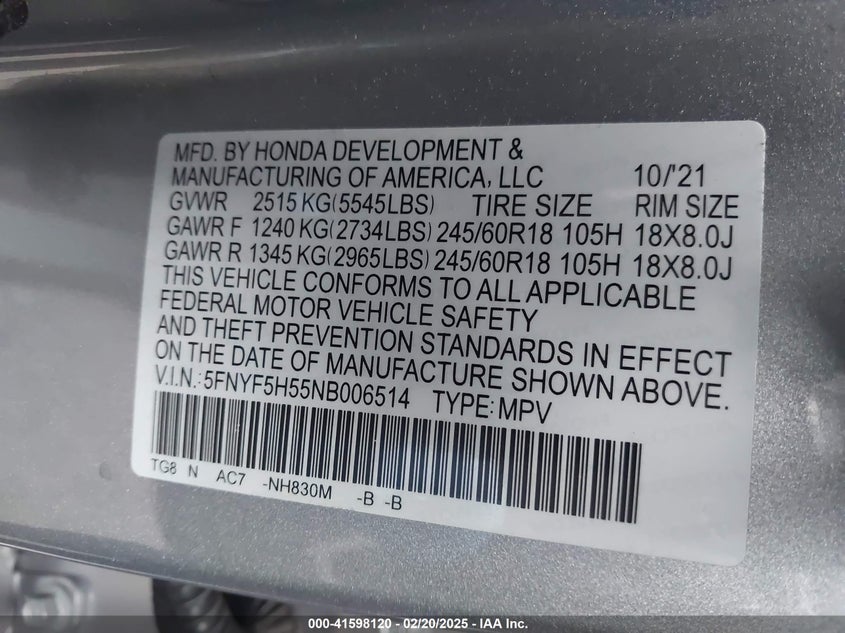 MFD. BY HONDA DEVELOPMENT &
MANUFACTURING OF AMERICA, LLC 10/'21
GVWR 2515 KG(5545LBS) TIRE SIZE RIM SIZE
GAWR F 1240 KG(2734LBS) 245/60R18 105H 18X8.0J
GAWR R 1345 KG(2965LBS) 245/60R18 105H 18X8.0J
THIS VEHICLE CONFORMS TO ALL APPLICABLE
FEDERAL MOTOR VEHICLE SAFETY
AND THEFT PREVENTION STANDARDS IN EFFECT
ON THE DATE OF MANUFACTURE SHOWN ABOVE.
V.I.N.: 5FNYF5H55NB006514 TYPE: MPV
TG8 N AC7 -NH830M -B -B
000-41598120 — 02/20/2025 — IAA Inc.